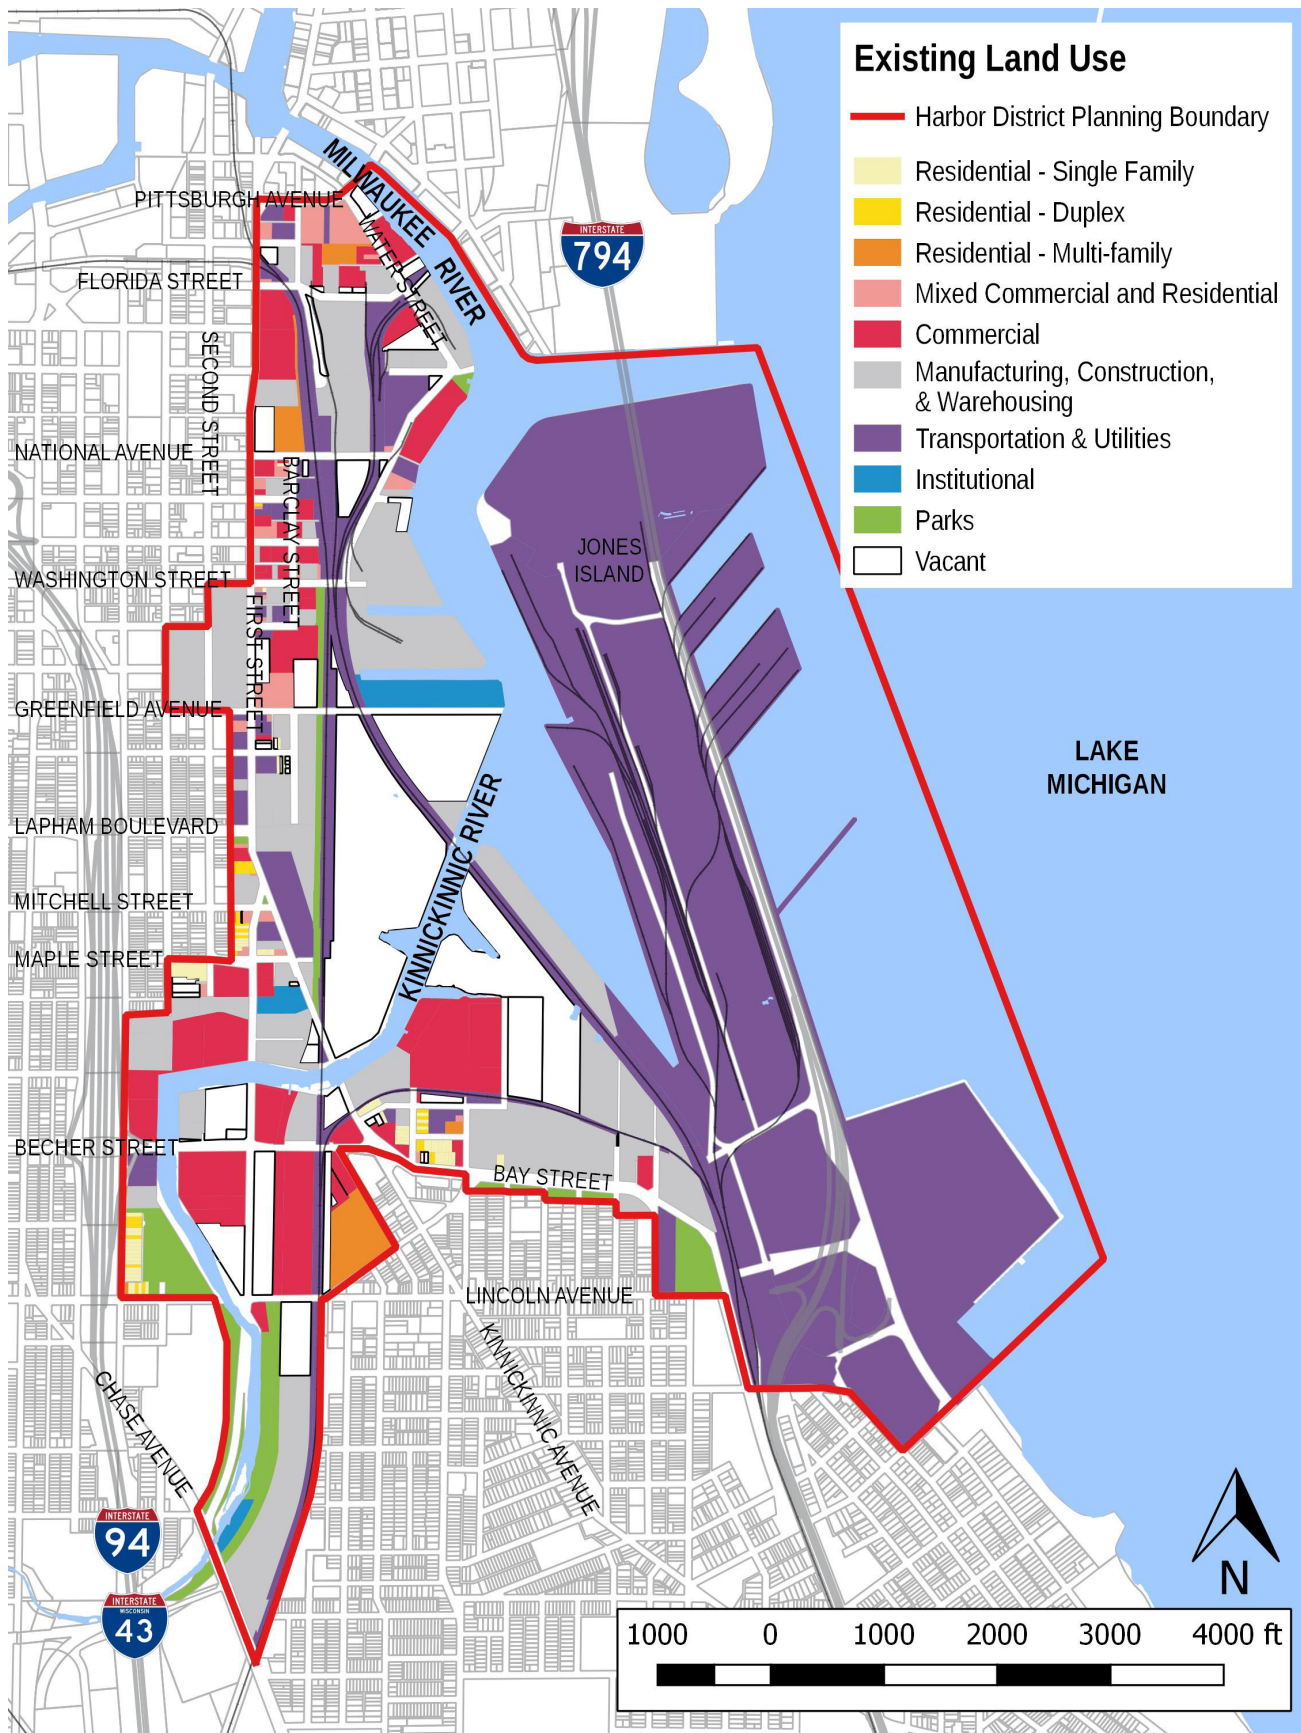 Existing Land Use
Harbor District Planning Boundary
Residential - Single Family
Residential - Duplex
Residential - Multi-family
Mixed Commercial and Residential
Commercial
Manufacturing, Construction,
& Warehousing
Transportation & Utilities
Institutional
Parks
Vacant
MILWAUKEE RIVER
PITTSBURGH AVENUE
WATER STREET
INTERSTATE
794
FLORIDA STREET
SECOND STREET
NATIONAL AVENUE
BARCLAY STREET
JONES
ISLAND
WASHINGTON STREET
FIRST STREET
GREENFIELD AVENUE
LAKE
MICHIGAN
KINNICKINNIC RIVER
LAPHAM BOULEVARD
MITCHELL STREET
MAPLE STREET
BECHER STREET
BAY STREET
LINCOLN AVENUE
KINNICKINNIC AVENUE
CHASE AVENUE
INTERSTATE
94
INTERSTATE
WISCONSIN
43
N
1000 0 1000 2000 3000 4000 ft